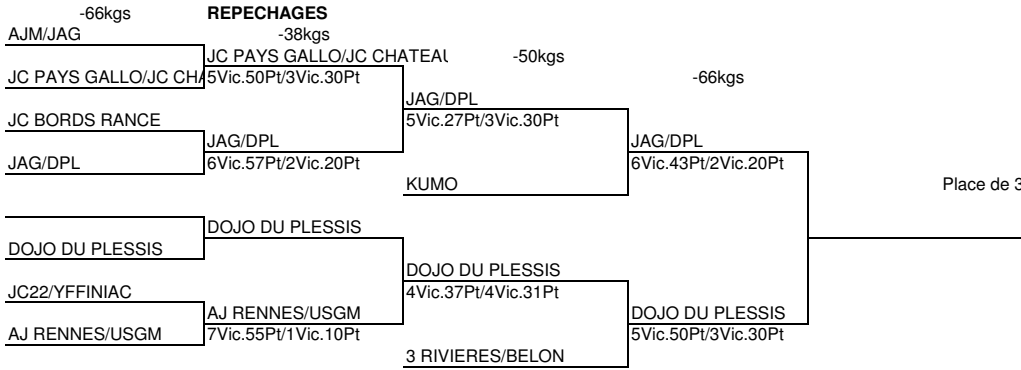 -66kgs REPECHAGES
AJM/JAG -38kgs
JC PAYS GALLO/JC CHATEAU -50kgs
JC PAYS GALLO/JC CHA 5Vic.50Pt/3Vic.30Pt -66kgs
JAG/DPL
JC BORDS RANCE 5Vic.27Pt/3Vic.30Pt
JAG/DPL JAG/DPL
JAG/DPL 6Vic.57Pt/2Vic.20Pt 6Vic.43Pt/2Vic.20Pt
KUMO Place de 3
DOJO DU PLESSIS
DOJO DU PLESSIS
DOJO DU PLESSIS
JC22/YFFINIAC 4Vic.37Pt/4Vic.31Pt
AJ RENNES/USGM DOJO DU PLESSIS
AJ RENNES/USGM 7Vic.55Pt/1Vic.10Pt 5Vic.50Pt/3Vic.30Pt
3 RIVIERES/BELON